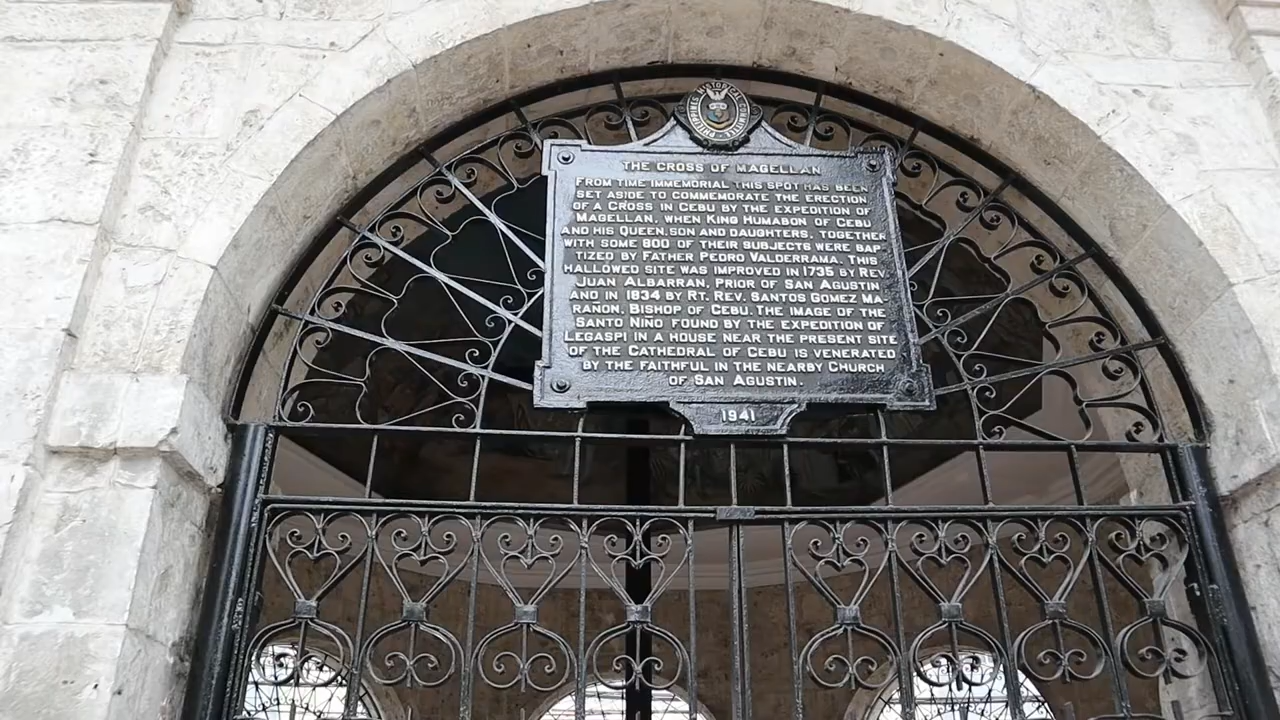 PHILIPPINES HISTORICAL COMMITTEE
THE CROSS OF MAGELLAN
FROM TIME IMMEMORIAL THIS SPOT HAS BEEN
SET ASIDE TO COMMEMORATE THE ERECTION
OF A CROSS IN CEBU BY THE EXPEDITION OF
MAGELLAN, WHEN KING HUMABON OF CEBU
AND HIS QUEEN, SON AND DAUGHTERS, TOGETHER
WITH SOME 800 OF THEIR SUBJECTS WERE BAP-
TIZED BY FATHER PEDRO VALDERRAMA. THIS
HALLOWED SITE WAS IMPROVED IN 1735 BY REV.
JUAN ALBARRAN, PRIOR OF SAN AGUSTIN
AND IN 1834 BY RT. REV. SANTOS GOMEZ MA-
RAÑON, BISHOP OF CEBU. THE IMAGE OF THE
SANTO NIÑO FOUND BY THE EXPEDITION OF
LEGASPI IN A HOUSE NEAR THE PRESENT SITE
OF THE CATHEDRAL OF CEBU IS VENERATED
BY THE FAITHFUL IN THE NEARBY CHURCH
OF SAN AGUSTIN.
1941